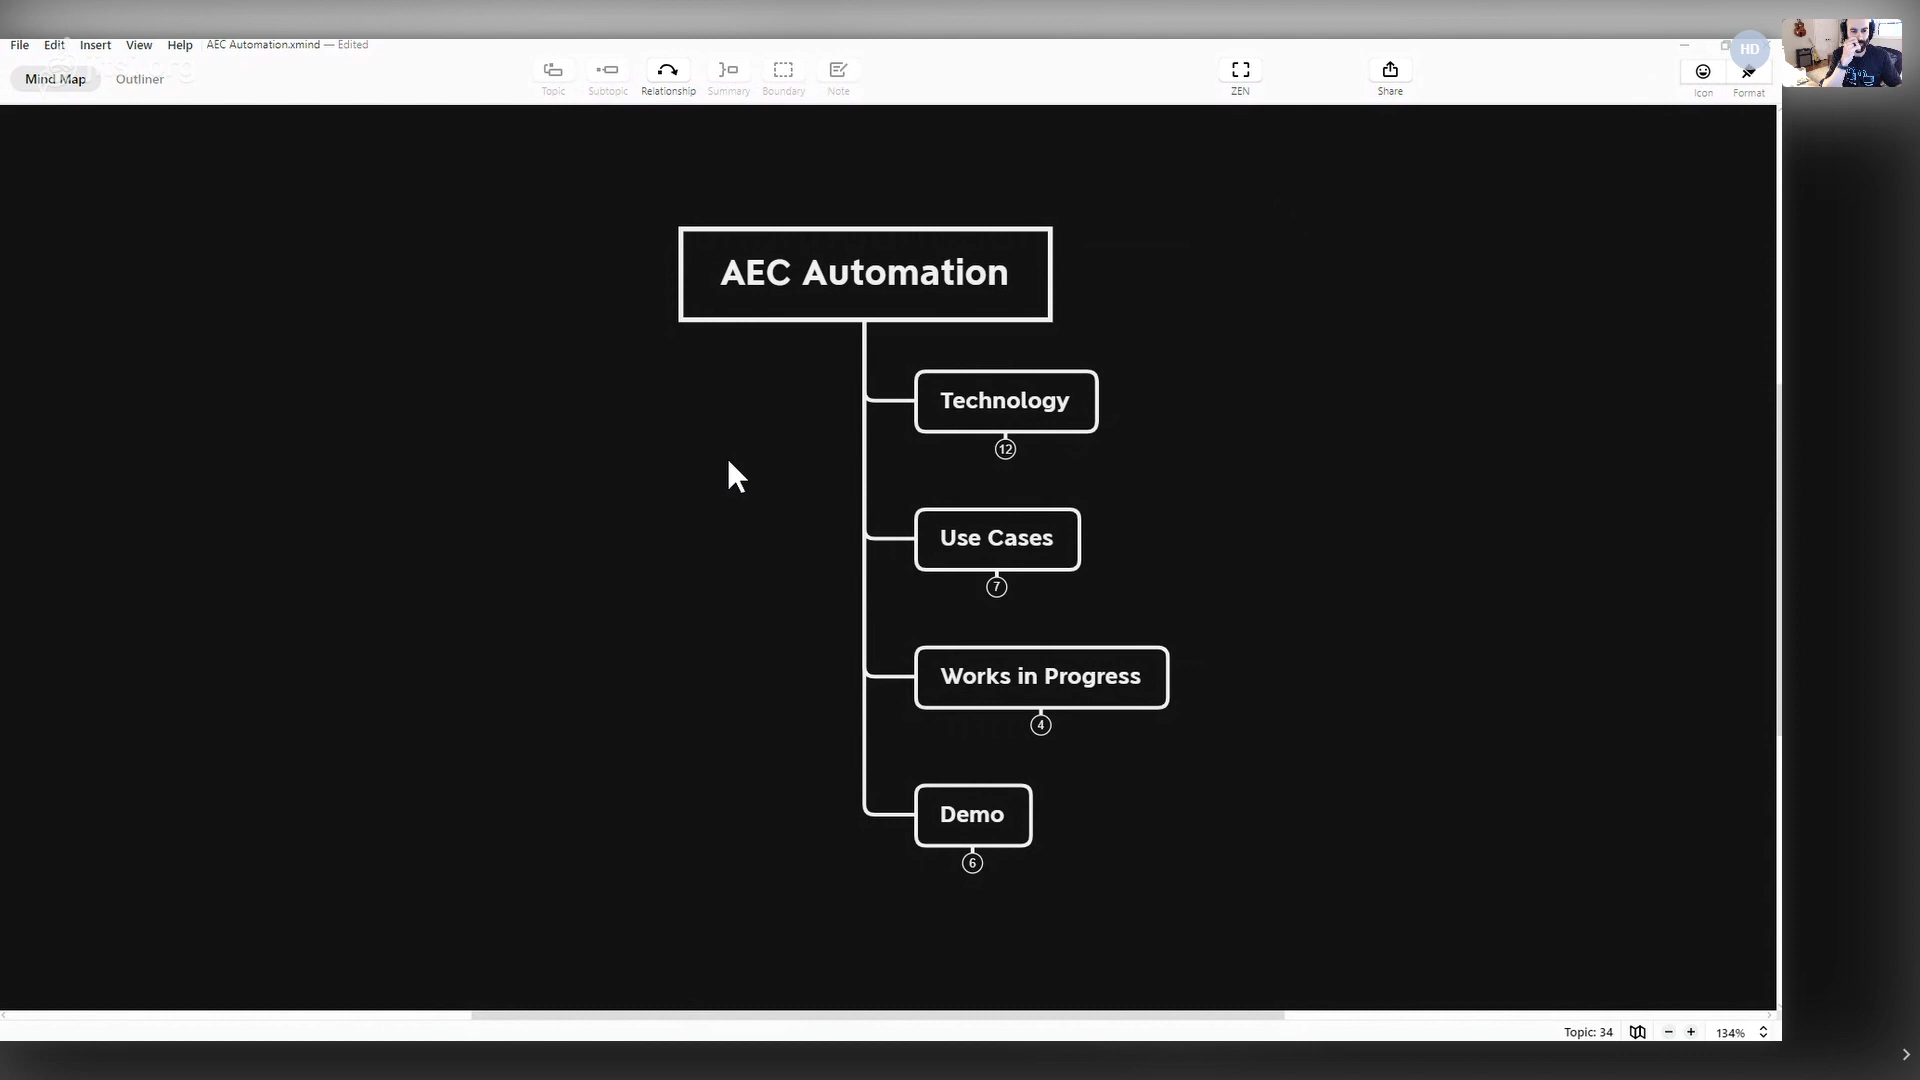 File Edit Insert View Help AEC Automation.xmind — Edited
Mind Map Outliner
Topic Subtopic Relationship Summary Boundary Note ZEN Share Icon Format
HD
AEC Automation
Technology
12
Use Cases
7
Works in Progress
4
Demo
6
Topic: 34 134%